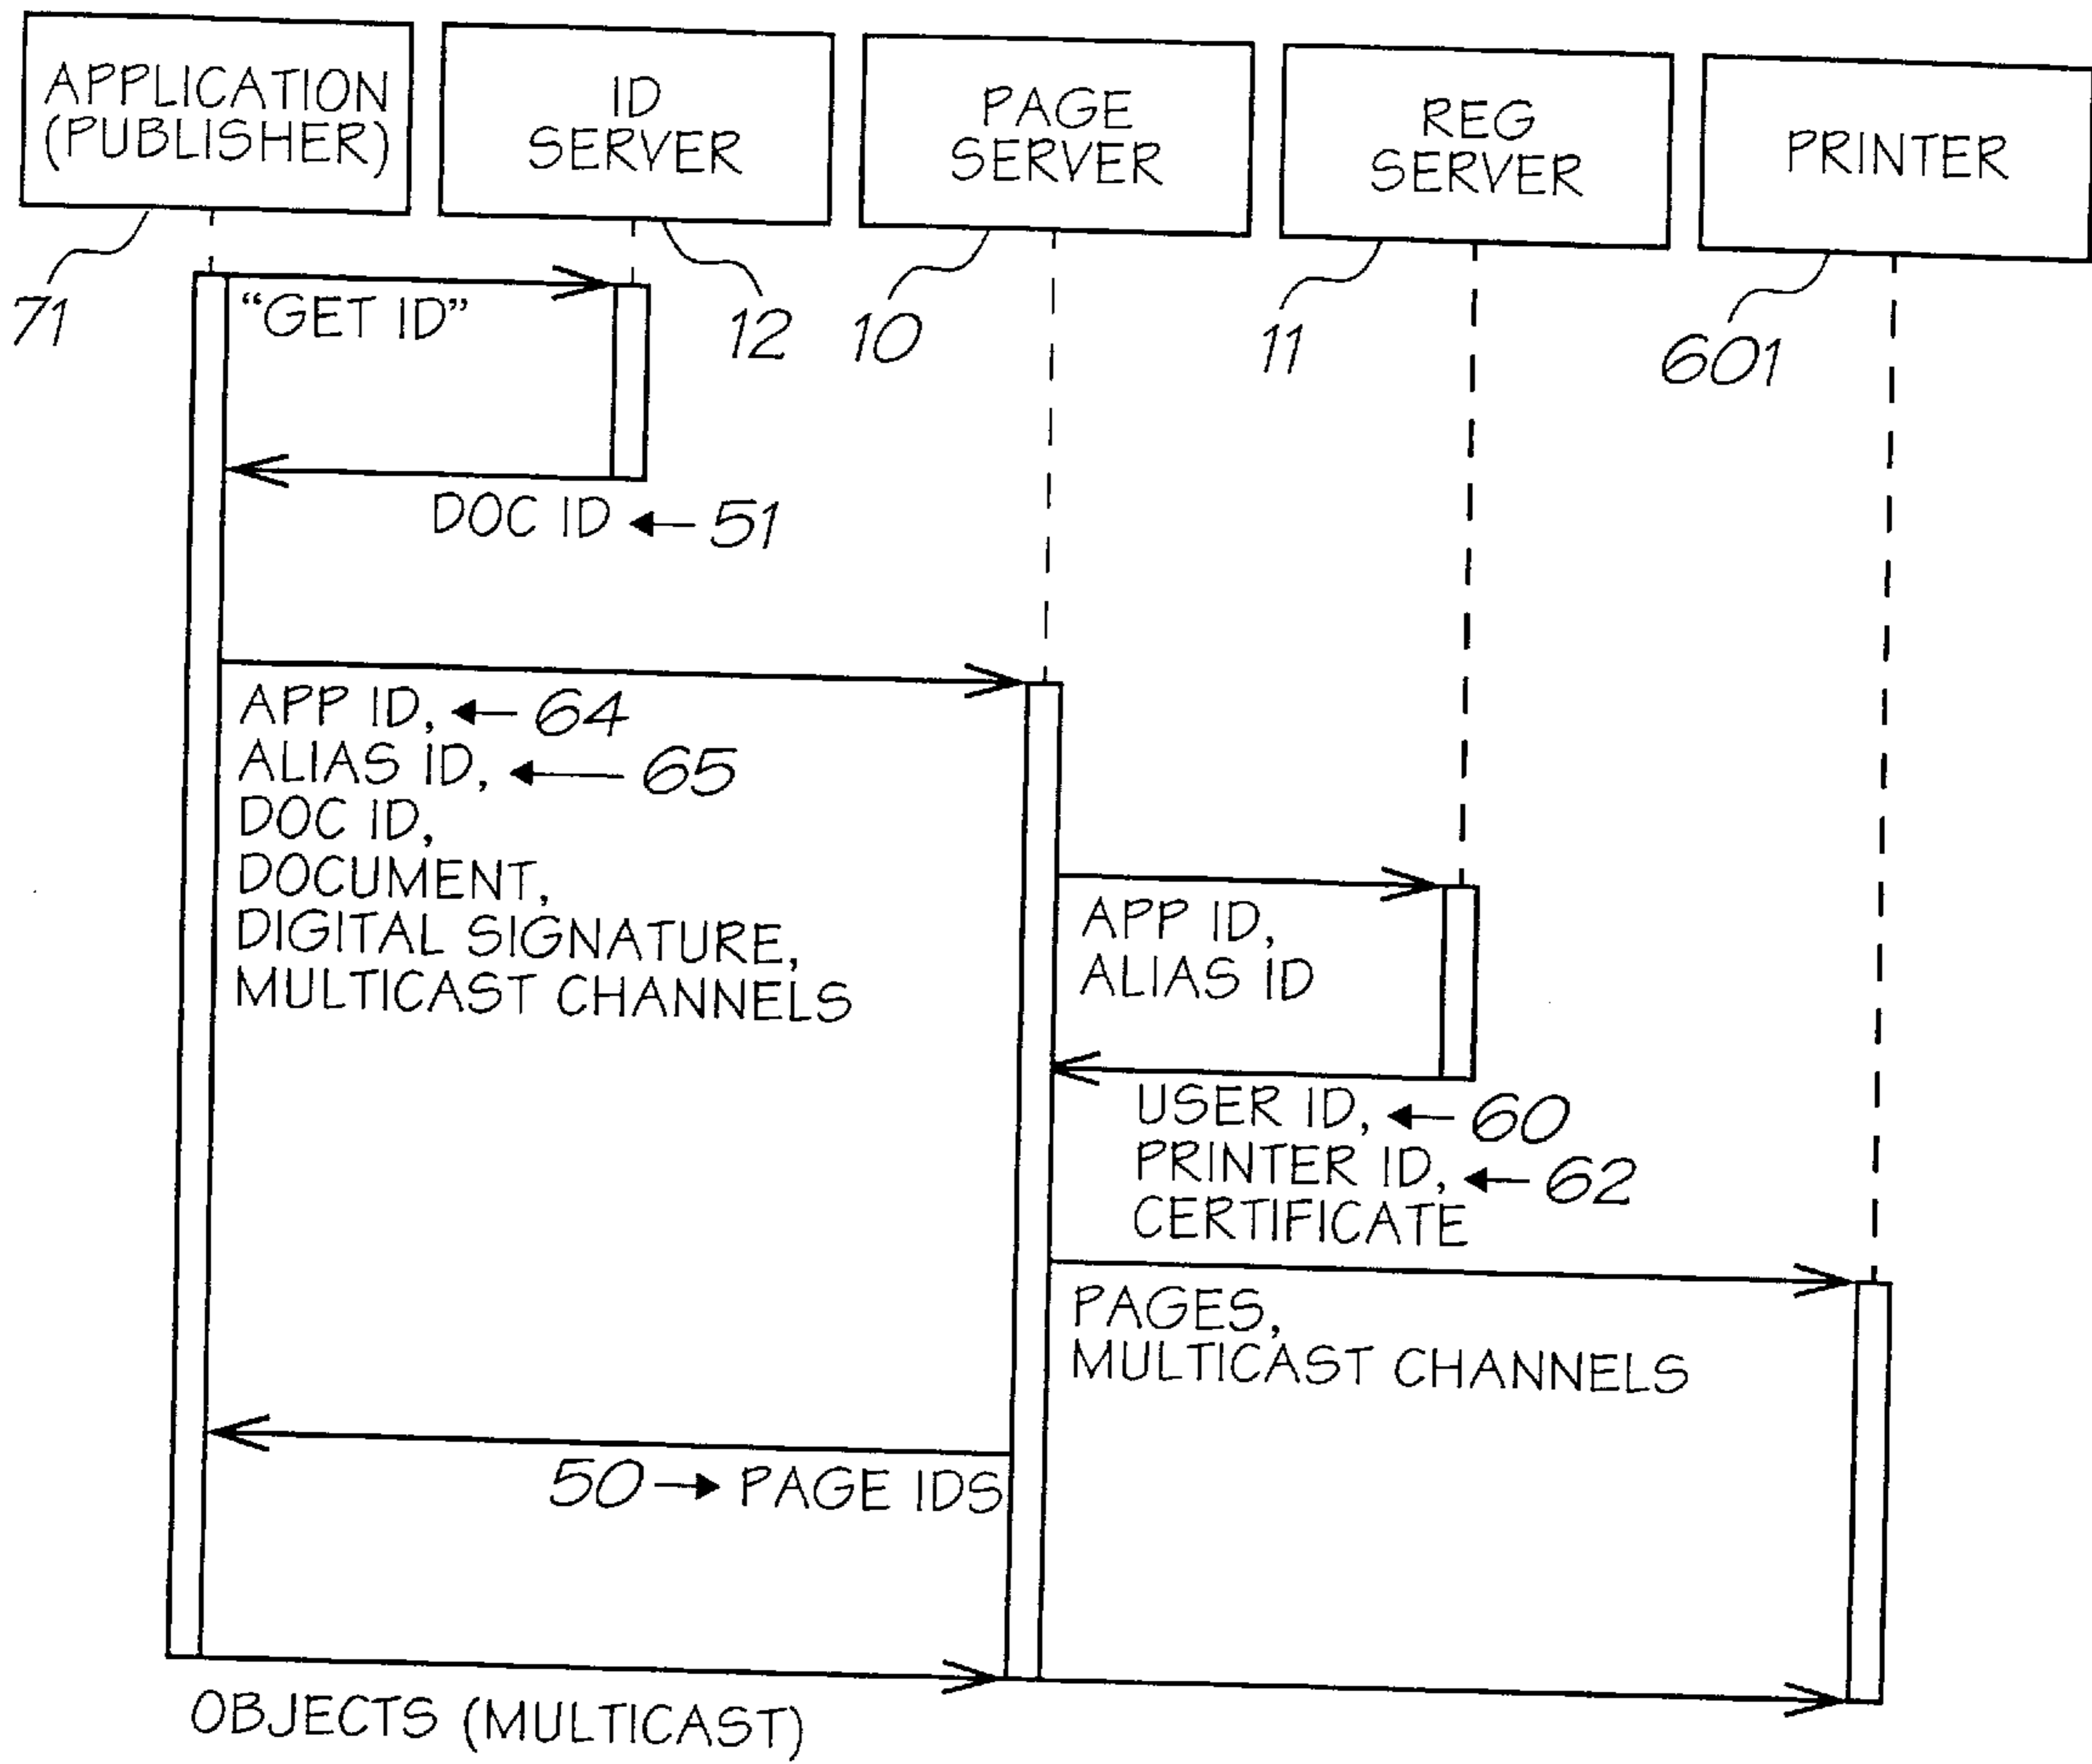 APPLICATION
(PUBLISHER)
ID
SERVER
PAGE
SERVER
REG
SERVER
PRINTER
71
12
10
11
601
“GET ID”
DOC ID 51
APP ID, 64
ALIAS ID, 65
DOC ID,
DOCUMENT,
DIGITAL SIGNATURE,
MULTICAST CHANNELS
APP ID,
ALIAS ID
USER ID, 60
PRINTER ID, 62
CERTIFICATE
PAGES,
MULTICAST CHANNELS
50 PAGE IDS
OBJECTS (MULTICAST)